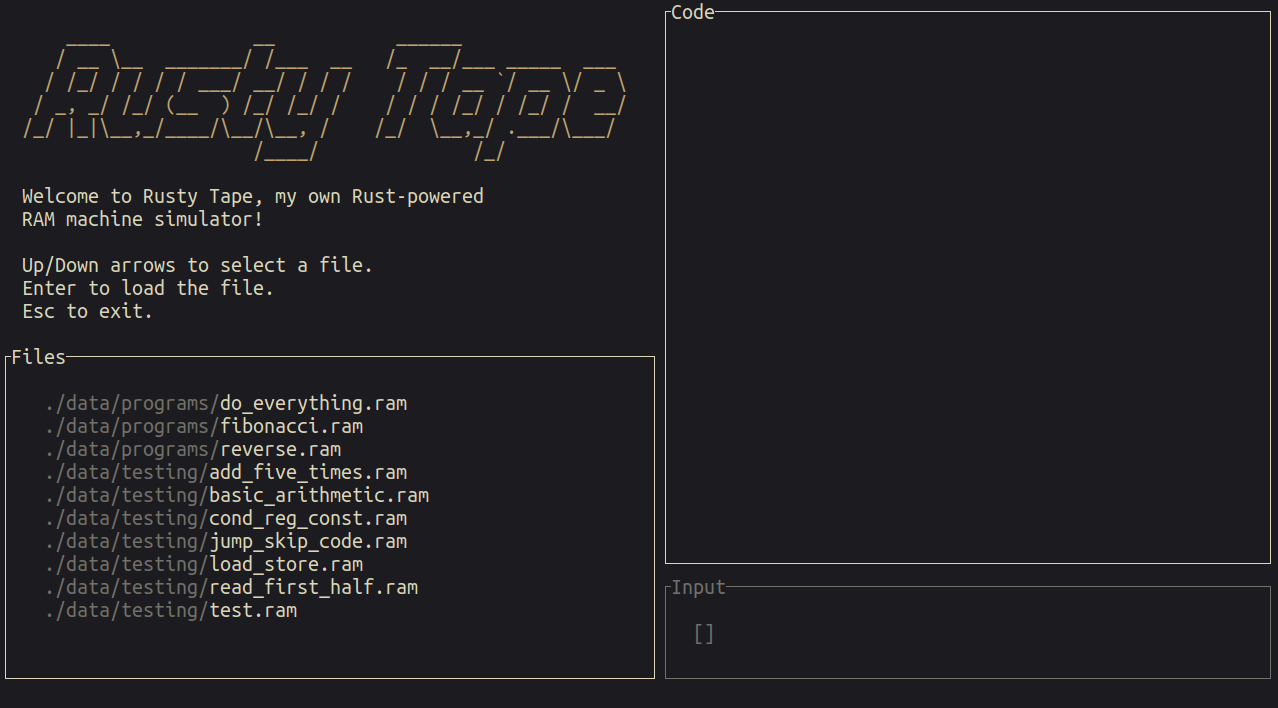 Rusty Tape
Welcome to Rusty Tape, my own Rust-powered
RAM machine simulator!
Up/Down arrows to select a file.
Enter to load the file.
Esc to exit.
Files
./data/programs/do_everything.ram
./data/programs/fibonacci.ram
./data/programs/reverse.ram
./data/testing/add_five_times.ram
./data/testing/basic_arithmetic.ram
./data/testing/cond_reg_const.ram
./data/testing/jump_skip_code.ram
./data/testing/load_store.ram
./data/testing/read_first_half.ram
./data/testing/test.ram
Code
Input
[]